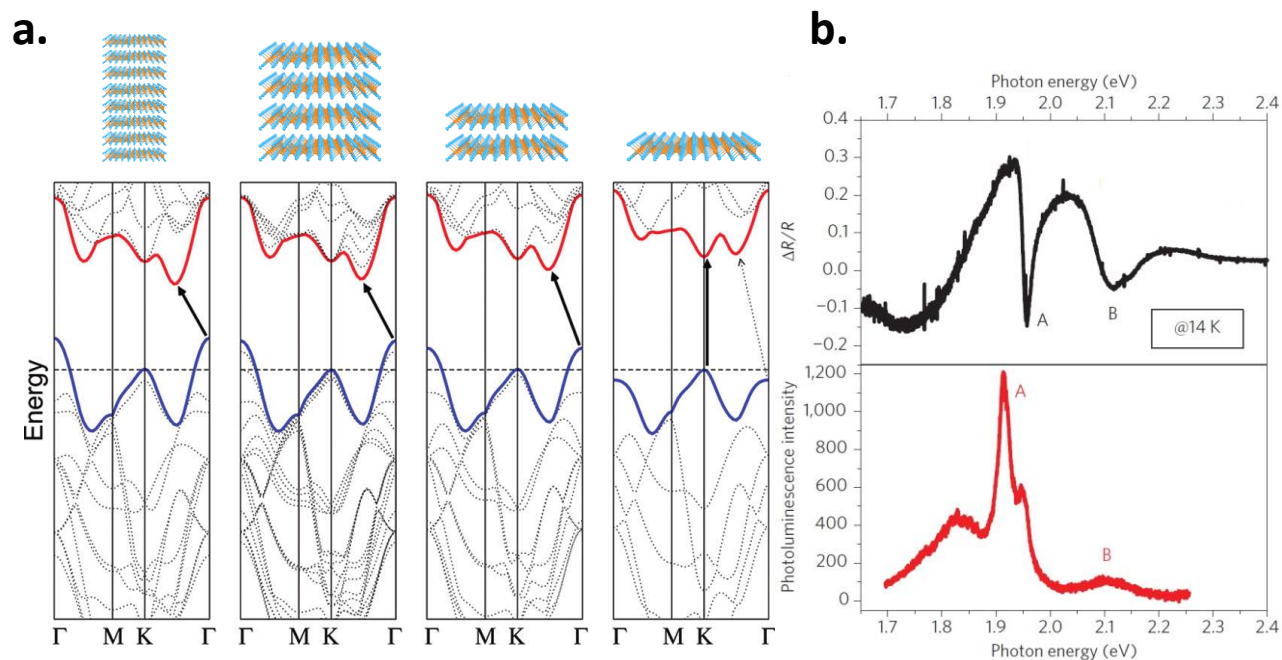 a.
Energy
Γ M K Γ
Γ M K Γ
Γ M K Γ
Γ M K Γ
b.
Photon energy (eV)
1.7 1.8 1.9 2.0 2.1 2.2 2.3 2.4
ΔR/R
0.4
0.3
0.2
0.1
0.0
−0.1
−0.2
A
B
@14 K
Photoluminescence intensity
1,200
1,000
800
600
400
200
0
A
B
1.7 1.8 1.9 2.0 2.1 2.2 2.3 2.4
Photon energy (eV)